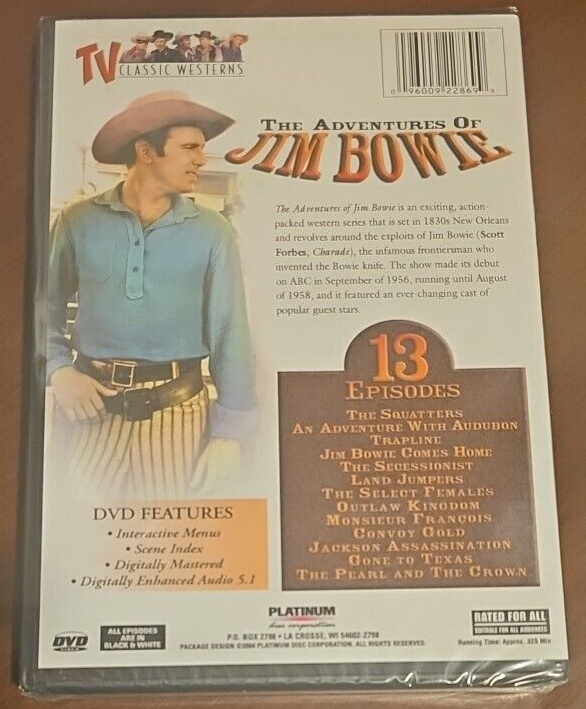 TV
CLASSIC WESTERNS
0 96009 22869 9
THE ADVENTURES OF
JIM BOWIE
The Adventures of Jim Bowie is an exciting, action-
packed western series that is set in 1830s New Orleans
and revolves around the exploits of Jim Bowie (Scott
Forbes, Charade), the infamous frontiersman who
invented the Bowie knife. The show made its debut
on ABC in September of 1956, running until August
of 1958, and it featured an ever-changing cast of
popular guest stars.
13
EPISODES
THE SQUATTERS
AN ADVENTURE WITH AUDUBON
TRAPLINE
JIM BOWIE COMES HOME
THE SECESSIONIST
LAND JUMPERS
THE SELECT FEMALES
OUTLAW KINGDOM
MONSIEUR FRANCOIS
CONVOY GOLD
JACKSON ASSASSINATION
GONE TO TEXAS
THE PEARL AND THE CROWN
DVD FEATURES
• Interactive Menus
• Scene Index
• Digitally Mastered
• Digitally Enhanced Audio 5.1
PLATINUM
disc corporation
P.O. BOX 2798 • LA CROSSE, WI 54602-2798
PACKAGE DESIGN ©2004 PLATINUM DISC CORPORATION. ALL RIGHTS RESERVED.
DVD
VIDEO
ALL EPISODES
ARE IN
BLACK & WHITE
RATED FOR ALL
SUITABLE FOR ALL AUDIENCES
Running Time: Approx. 325 Min